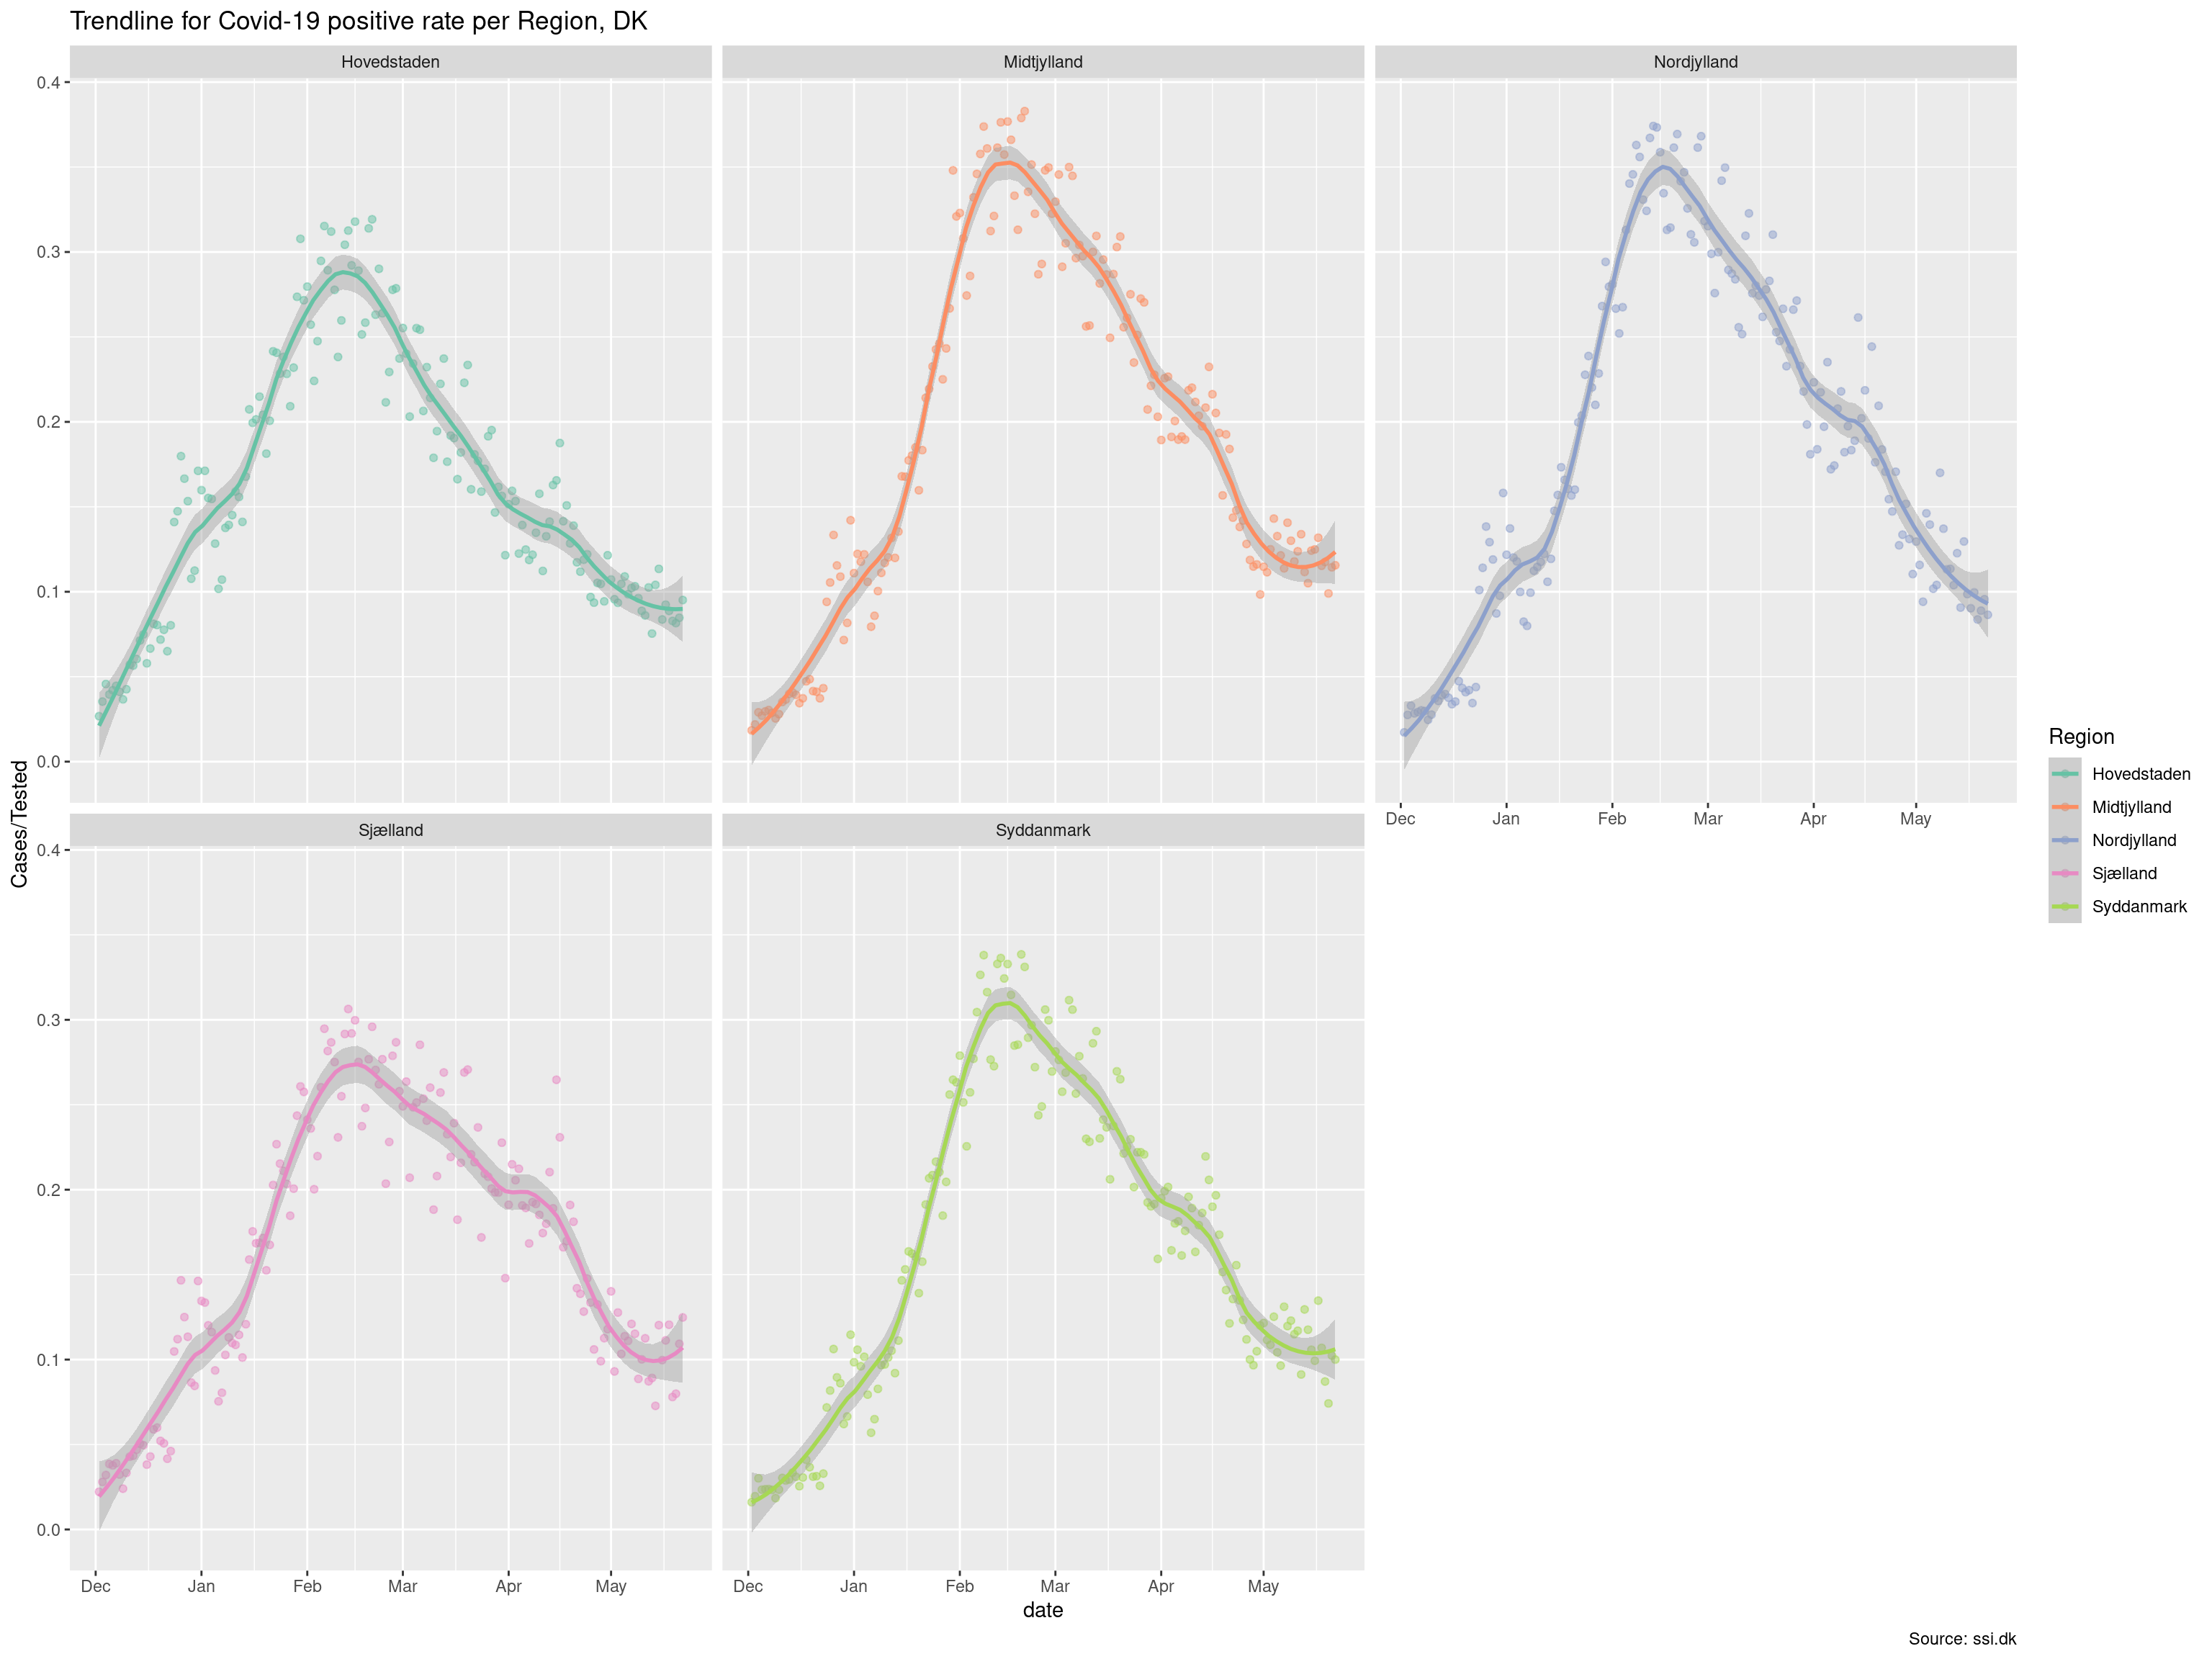 Trendline for Covid-19 positive rate per Region, DK
Hovedstaden
Midtjylland
Nordjylland
0.4
0.3
0.2
0.1
0.0
Dec Jan Feb Mar Apr May
Sjælland
Syddanmark
0.4
0.3
0.2
0.1
0.0
Dec Jan Feb Mar Apr May
Dec Jan Feb Mar Apr May
Cases/Tested
date
Region
Hovedstaden
Midtjylland
Nordjylland
Sjælland
Syddanmark
Source: ssi.dk